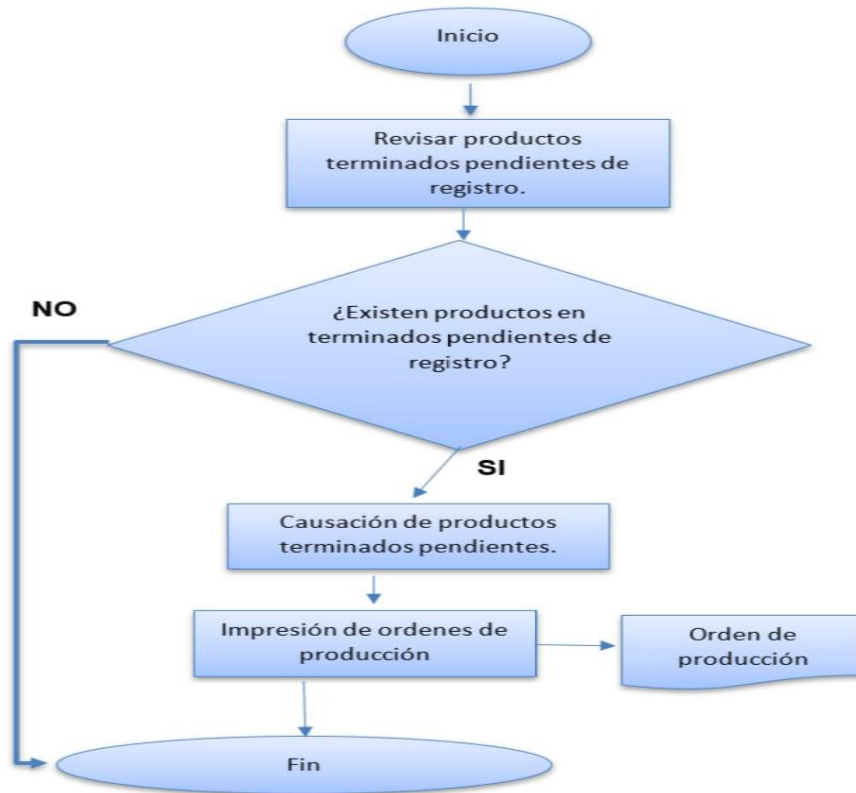 Inicio
Revisar productos
terminados pendientes de
registro.
NO
¿Existen productos en
terminados pendientes de
registro?
SI
Causación de productos
terminados pendientes.
Impresión de ordenes de
producción
Orden de
producción
Fin